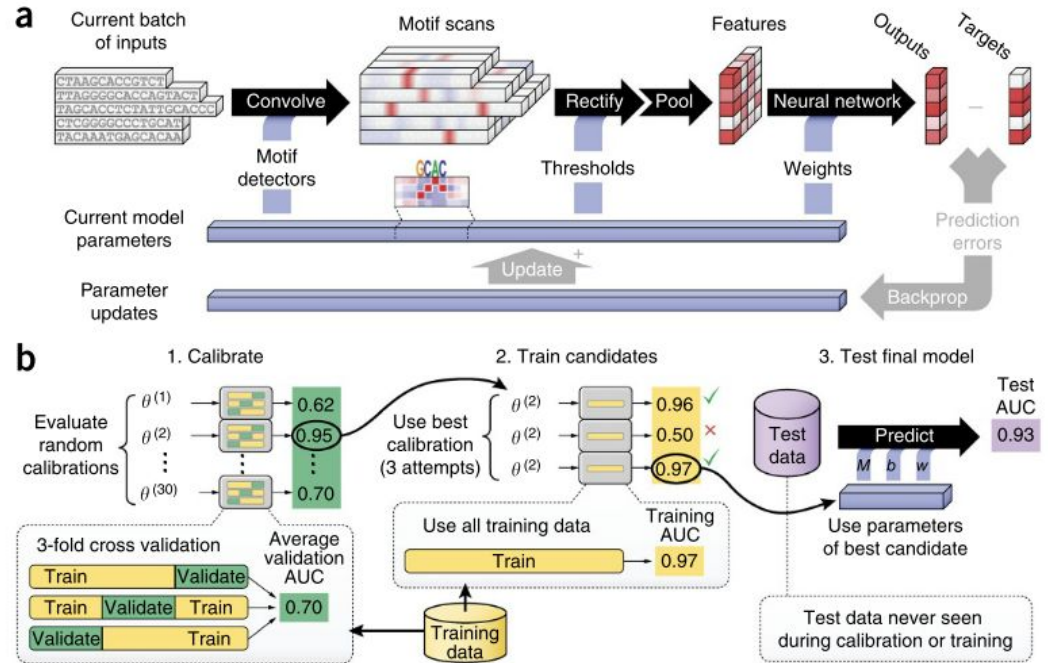 a
Current batch
of inputs
Motif scans
Features
Outputs
Targets
CTAAGCACCGTCT
TTAGGGGCACCAGTACT
TAGCACCTCTATTGCACCC
CTCGGGGCCCTGCAT
TACAAATGAGCACAA
Convolve
Rectify
Pool
Neural network
–
Motif
detectors
GCAC
Thresholds
Weights
Current model
parameters
Prediction
errors
Update
+
Parameter
updates
Backprop
b
1. Calibrate
2. Train candidates
3. Test final model
Evaluate
random
calibrations
θ(1)
0.62
θ(2)
0.95
θ(30)
0.70
Use best
calibration
(3 attempts)
θ(2)
0.96 ✓
θ(2)
0.50 ×
θ(2)
0.97 ✓
Test
data
Predict
Test
AUC
0.93
M b w
Use parameters
of best candidate
3-fold cross validation
Average
validation
AUC
Train Validate
Train Validate Train
Validate Train
0.70
Use all training data
Training
AUC
Train
0.97
Training
data
Test data never seen
during calibration or training